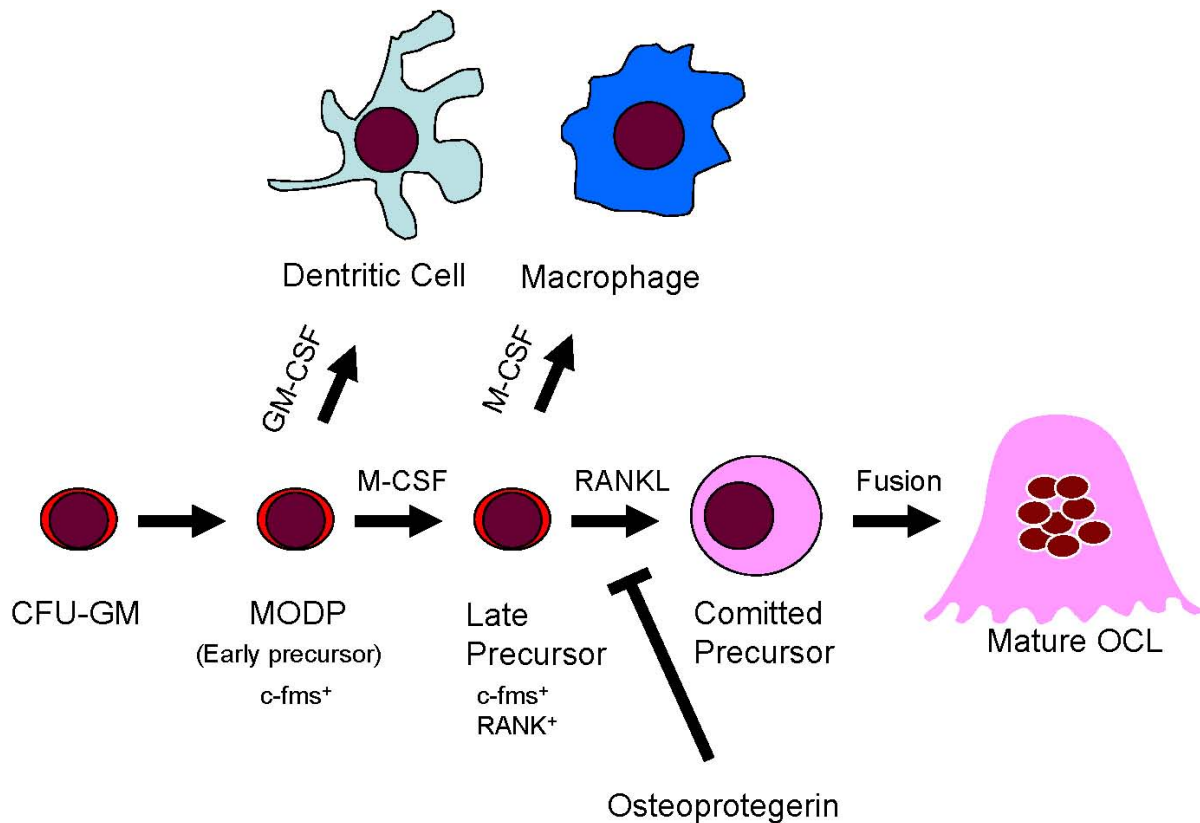 Dentritic Cell
Macrophage
GM-CSF
M-CSF
M-CSF
RANKL
Fusion
CFU-GM
MODP
(Early precursor)
c-fms⁺
Late
Precursor
c-fms⁺
RANK⁺
Comitted
Precursor
Mature OCL
Osteoprotegerin